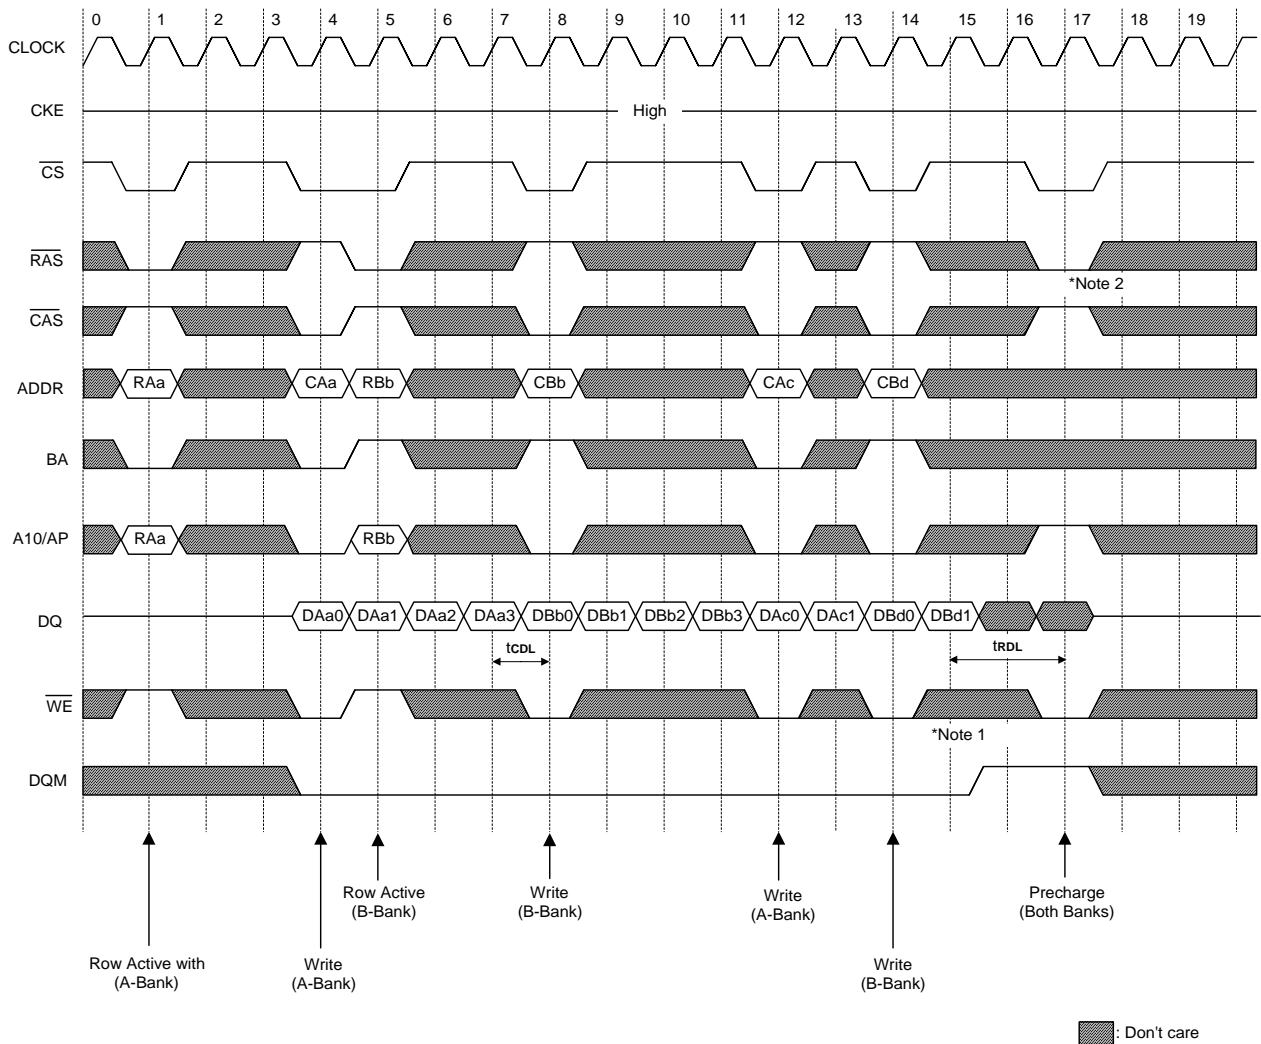 0 1 2 3 4 5 6 7 8 9 10 11 12 13 14 15 16 17 18 19
CLOCK
CKE High
CS
RAS
*Note 2
CAS
ADDR RAa CAa RBb CBb CAc CBd
BA
A10/AP RAa RBb
DQ DAa0 DAa1 DAa2 DAa3 DBb0 DBb1 DBb2 DBb3 DAc0 DAc1 DBd0 DBd1
tCDL tRDL
WE
*Note 1
DQM
Row Active
(B-Bank)
Write
(B-Bank)
Write
(A-Bank)
Precharge
(Both Banks)
Row Active with
(A-Bank)
Write
(A-Bank)
Write
(B-Bank)
: Don't care